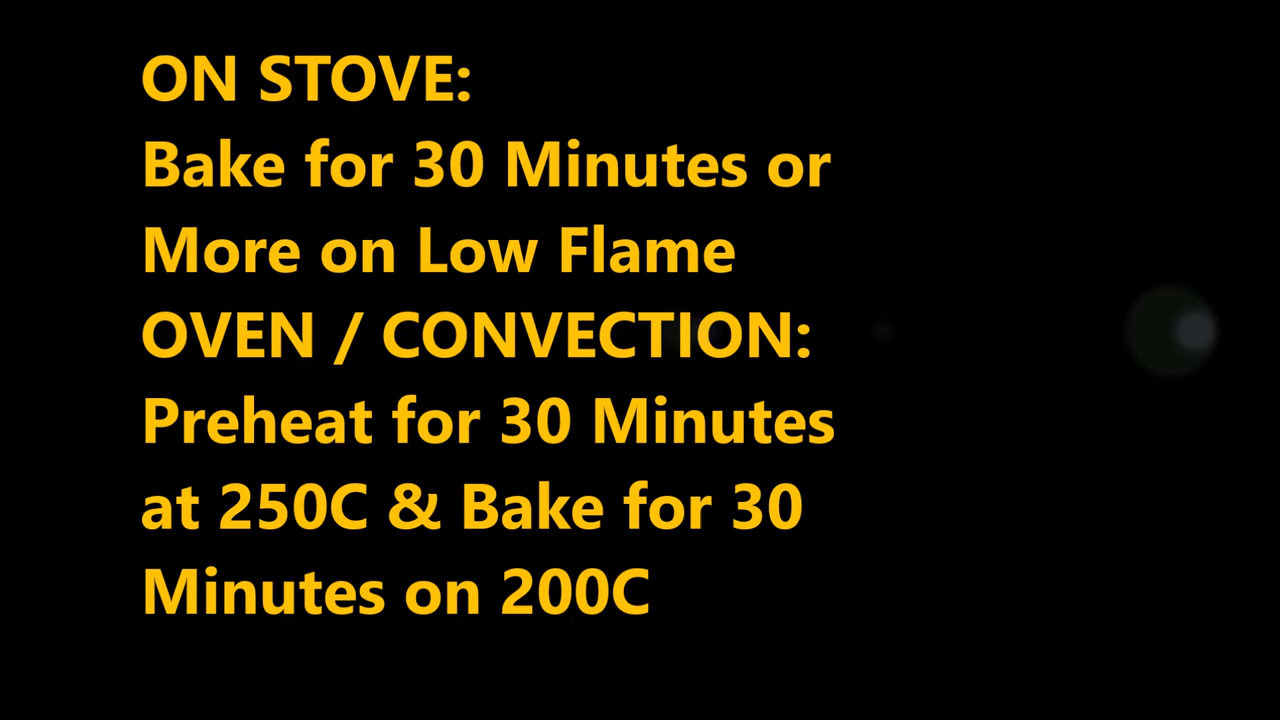 ON STOVE:
Bake for 30 Minutes or
More on Low Flame
OVEN / CONVECTION:
Preheat for 30 Minutes
at 250C & Bake for 30
Minutes on 200C